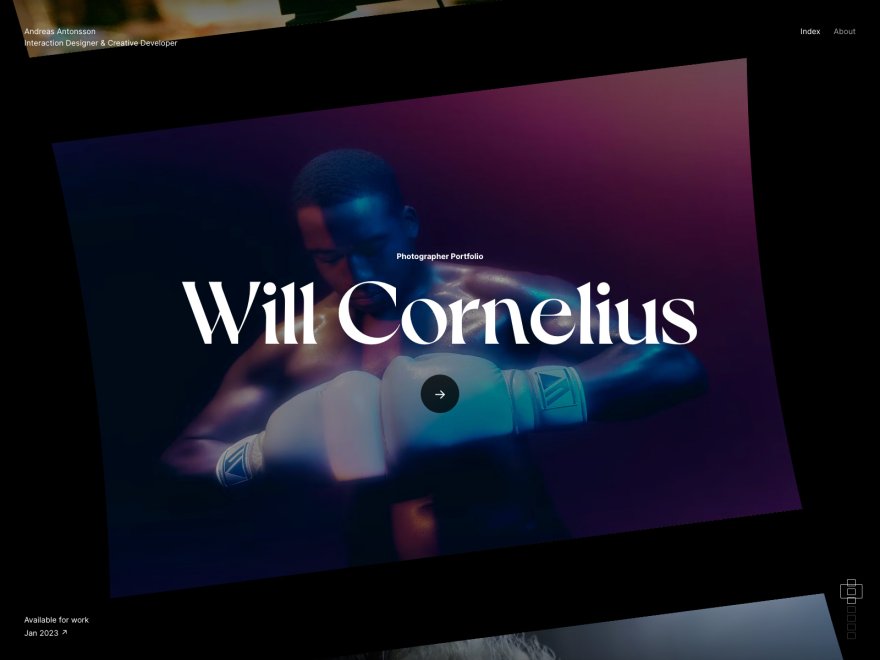 Andreas Antonsson
Interaction Designer & Creative Developer
Index
About
Photographer Portfolio
Will Cornelius
→
Available for work
Jan 2023 ↗